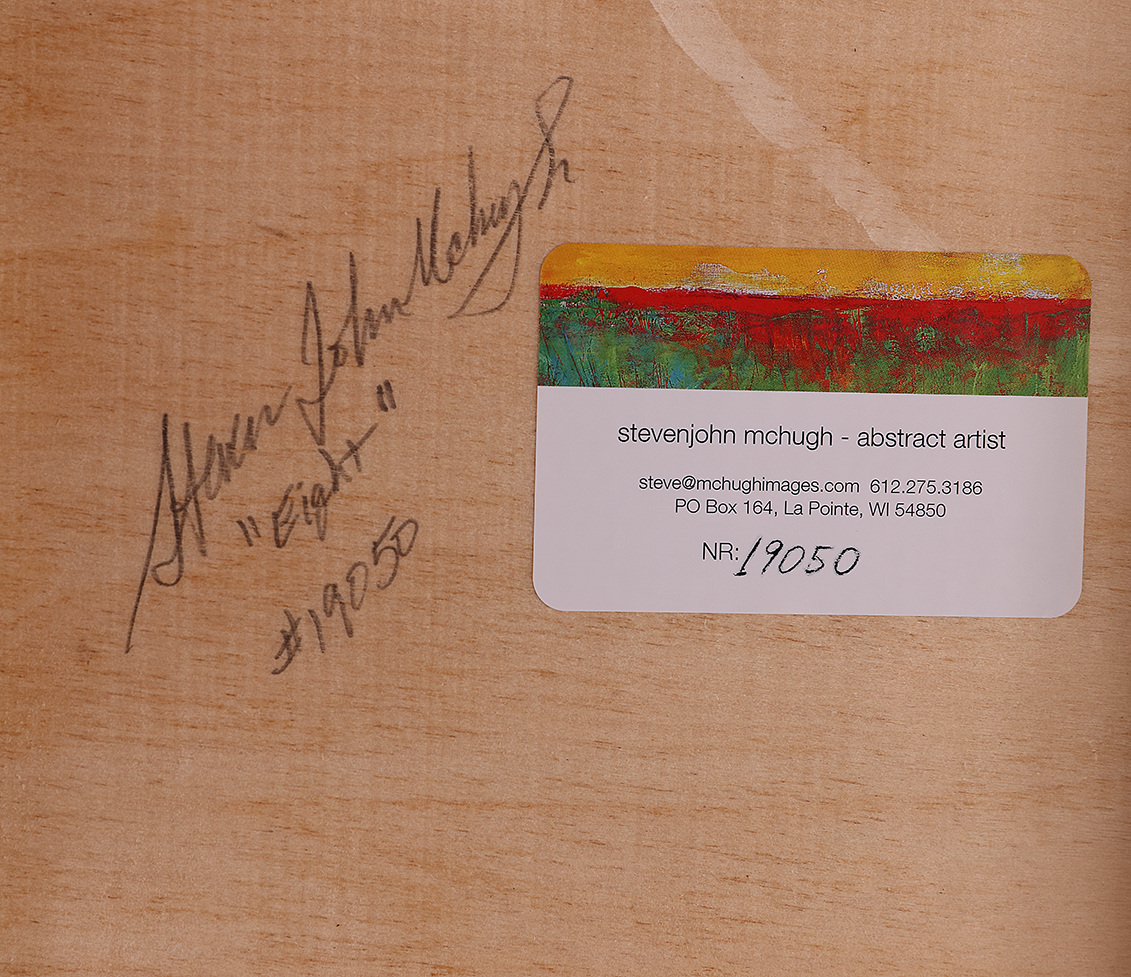 Steven John McHugh
"Eight"
#19050
stevenjohn mchugh - abstract artist
steve@mchughimages.com 612.275.3186
PO Box 164, La Pointe, WI 54850
NR: 19050